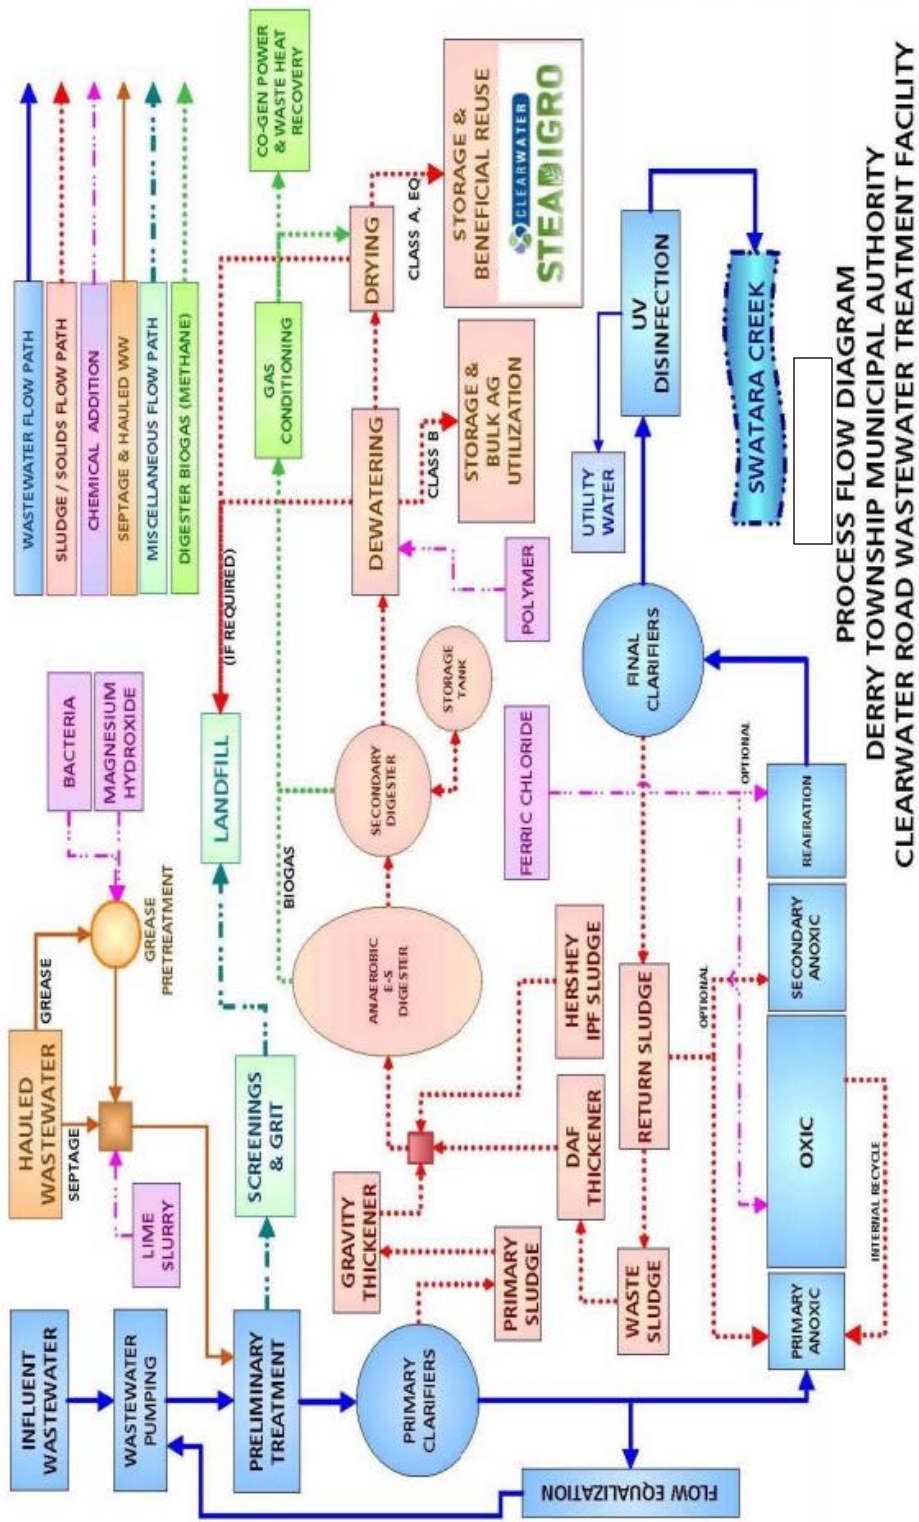 INFLUENT
WASTEWATER
WASTEWATER
PUMPING
PRELIMINARY
TREATMENT
PRIMARY
CLARIFIERS
FLOW EQUALIZATION
HAULED
WASTEWATER
GREASE
SEPTAGE
LIME
SLURRY
GREASE
PRETREATMENT
BACTERIA
MAGNESIUM
HYDROXIDE
SCREENINGS
& GRIT
LANDFILL
(IF REQUIRED)
WASTEWATER FLOW PATH
SLUDGE / SOLIDS FLOW PATH
CHEMICAL ADDITION
SEPTAGE & HAULED WW
MISCELLANEOUS FLOW PATH
DIGESTER BIOGAS (METHANE)
GRAVITY
THICKENER
PRIMARY
SLUDGE
ANAEROBIC
E-S
DIGESTER
BIOGAS
SECONDARY
DIGESTER
STORAGE
TANK
GAS
CONDITIONING
CO-GEN POWER
& WASTE HEAT
RECOVERY
DEWATERING
DRYING
CLASS B
CLASS A, EQ
STORAGE &
BULK AG
UTILIZATION
STORAGE &
BENEFICIAL REUSE
CLEARWATER
STEADIGRO
POLYMER
FERRIC CHLORIDE
HERSHEY
IPF SLUDGE
DAF
THICKENER
WASTE
SLUDGE
RETURN SLUDGE
OPTIONAL
OPTIONAL
PRIMARY
ANOXIC
OXIC
SECONDARY
ANOXIC
REAERATION
INTERNAL RECYCLE
FINAL
CLARIFIERS
UTILITY
WATER
UV
DISINFECTION
SWATARA CREEK
PROCESS FLOW DIAGRAM
DERRY TOWNSHIP MUNICIPAL AUTHORITY
CLEARWATER ROAD WASTEWATER TREATMENT FACILITY